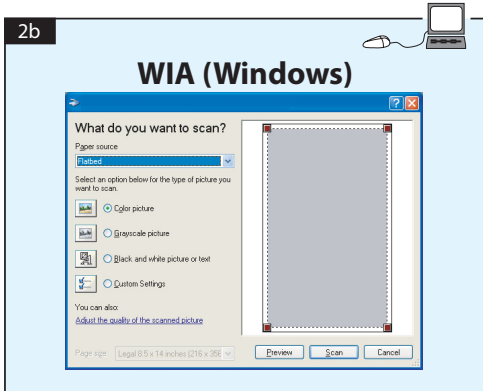 2b
WIA (Windows)
What do you want to scan?
Paper source
Flatbed
Select an option below for the type of picture you
want to scan.
Color picture
Grayscale picture
Black and white picture or text
Custom Settings
You can also:
Adjust the quality of the scanned picture
Page size: Legal 8.5 x 14 inches (216 x 356
Preview Scan Cancel